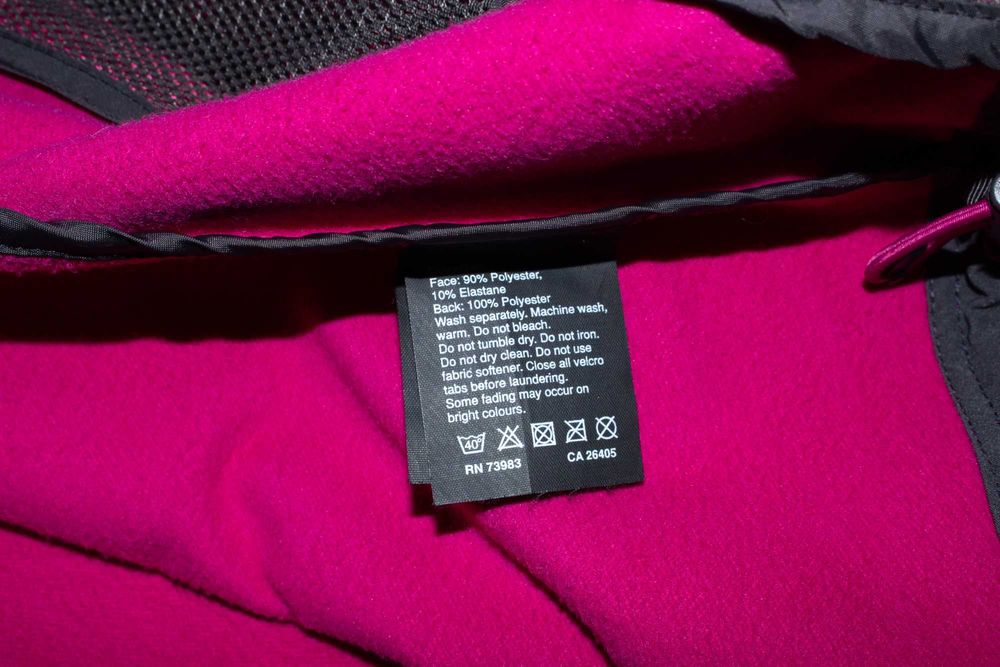 Face: 90% Polyester,
10% Elastane
Back: 100% Polyester
Wash separately. Machine wash,
warm. Do not bleach.
Do not tumble dry. Do not iron.
Do not dry clean. Do not use
fabric softener. Close all velcro
tabs before laundering.
Some fading may occur on
bright colours.
40°
RN 73983 CA 26405